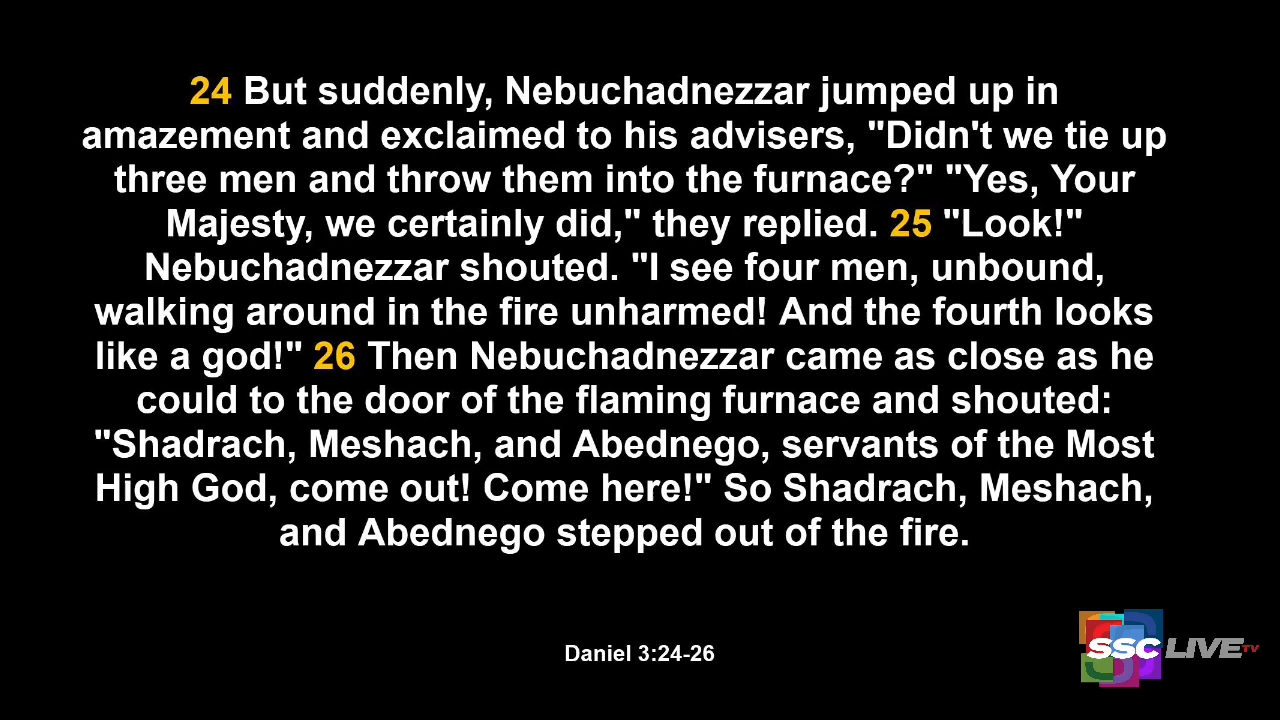 24 But suddenly, Nebuchadnezzar jumped up in
amazement and exclaimed to his advisers, "Didn't we tie up
three men and throw them into the furnace?" "Yes, Your
Majesty, we certainly did," they replied. 25 "Look!"
Nebuchadnezzar shouted. "I see four men, unbound,
walking around in the fire unharmed! And the fourth looks
like a god!" 26 Then Nebuchadnezzar came as close as he
could to the door of the flaming furnace and shouted:
"Shadrach, Meshach, and Abednego, servants of the Most
High God, come out! Come here!" So Shadrach, Meshach,
and Abednego stepped out of the fire.
Daniel 3:24-26
SSC LIVE TV